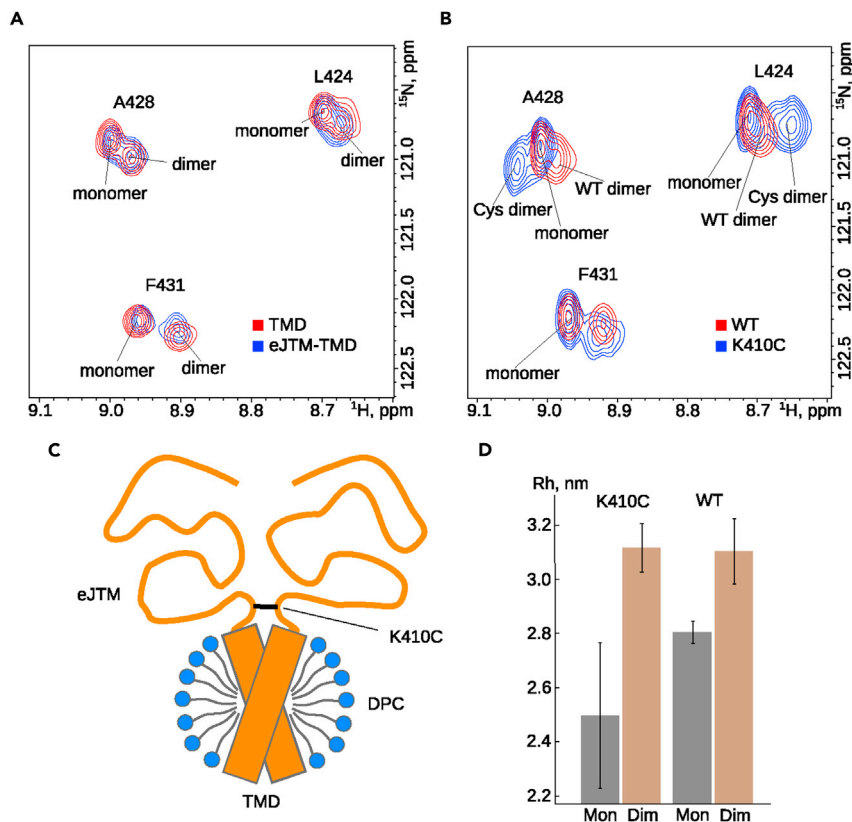 A
A428
L424
monomer
dimer
monomer
dimer
F431
TMD
eJTM-TMD
monomer
dimer
9.1 9.0 8.9 8.8 8.7 ¹H, ppm
¹⁵N, ppm
121.0
121.5
122.0
122.5
B
L424
A428
monomer
WT dimer
Cys dimer
WT dimer
Cys dimer
monomer
F431
WT
K410C
monomer
9.1 9.0 8.9 8.8 8.7 ¹H, ppm
¹⁵N, ppm
121.0
121.5
122.0
122.5
C
eJTM
K410C
DPC
TMD
D
Rh, nm
K410C WT
3.2
3.0
2.8
2.6
2.4
2.2
Mon Dim Mon Dim